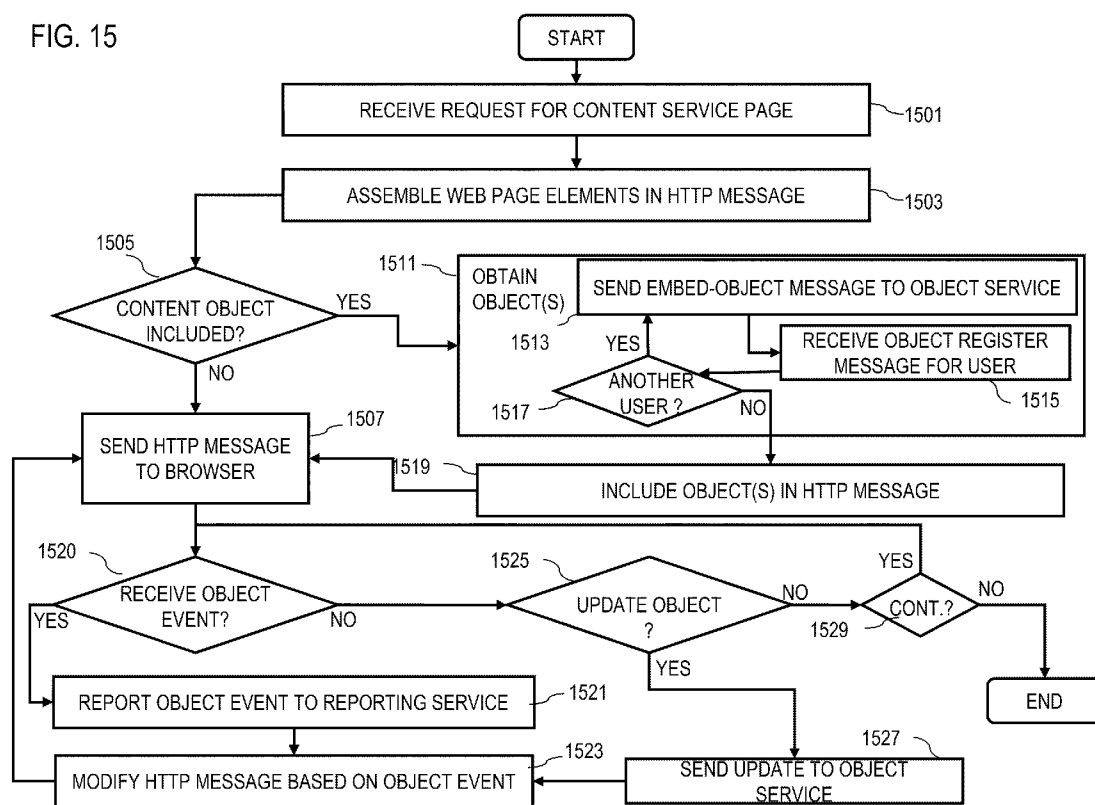 FIG. 15
START
RECEIVE REQUEST FOR CONTENT SERVICE PAGE
1501
ASSEMBLE WEB PAGE ELEMENTS IN HTTP MESSAGE
1503
1505
CONTENT OBJECT
INCLUDED?
YES
NO
1511
OBTAIN
OBJECT(S)
SEND EMBED-OBJECT MESSAGE TO OBJECT SERVICE
1513
YES
RECEIVE OBJECT REGISTER
MESSAGE FOR USER
1515
ANOTHER
USER ?
1517
NO
1507
SEND HTTP MESSAGE
TO BROWSER
1519
INCLUDE OBJECT(S) IN HTTP MESSAGE
1520
RECEIVE OBJECT
EVENT?
YES
NO
1525
UPDATE OBJECT
?
NO
YES
YES
CONT.?
NO
1529
END
REPORT OBJECT EVENT TO REPORTING SERVICE
1521
1523
MODIFY HTTP MESSAGE BASED ON OBJECT EVENT
1527
SEND UPDATE TO OBJECT
SERVICE